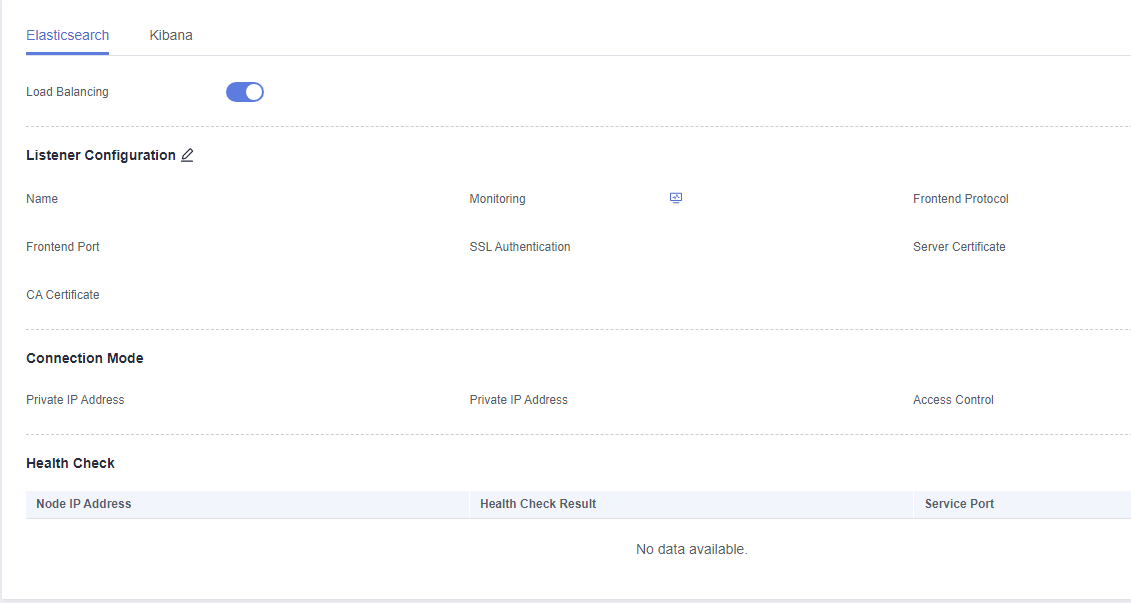 Elasticsearch Kibana
Load Balancing
Listener Configuration
Name Monitoring Frontend Protocol
Frontend Port SSL Authentication Server Certificate
CA Certificate
Connection Mode
Private IP Address Private IP Address Access Control
Health Check
Node IP Address Health Check Result Service Port
No data available.